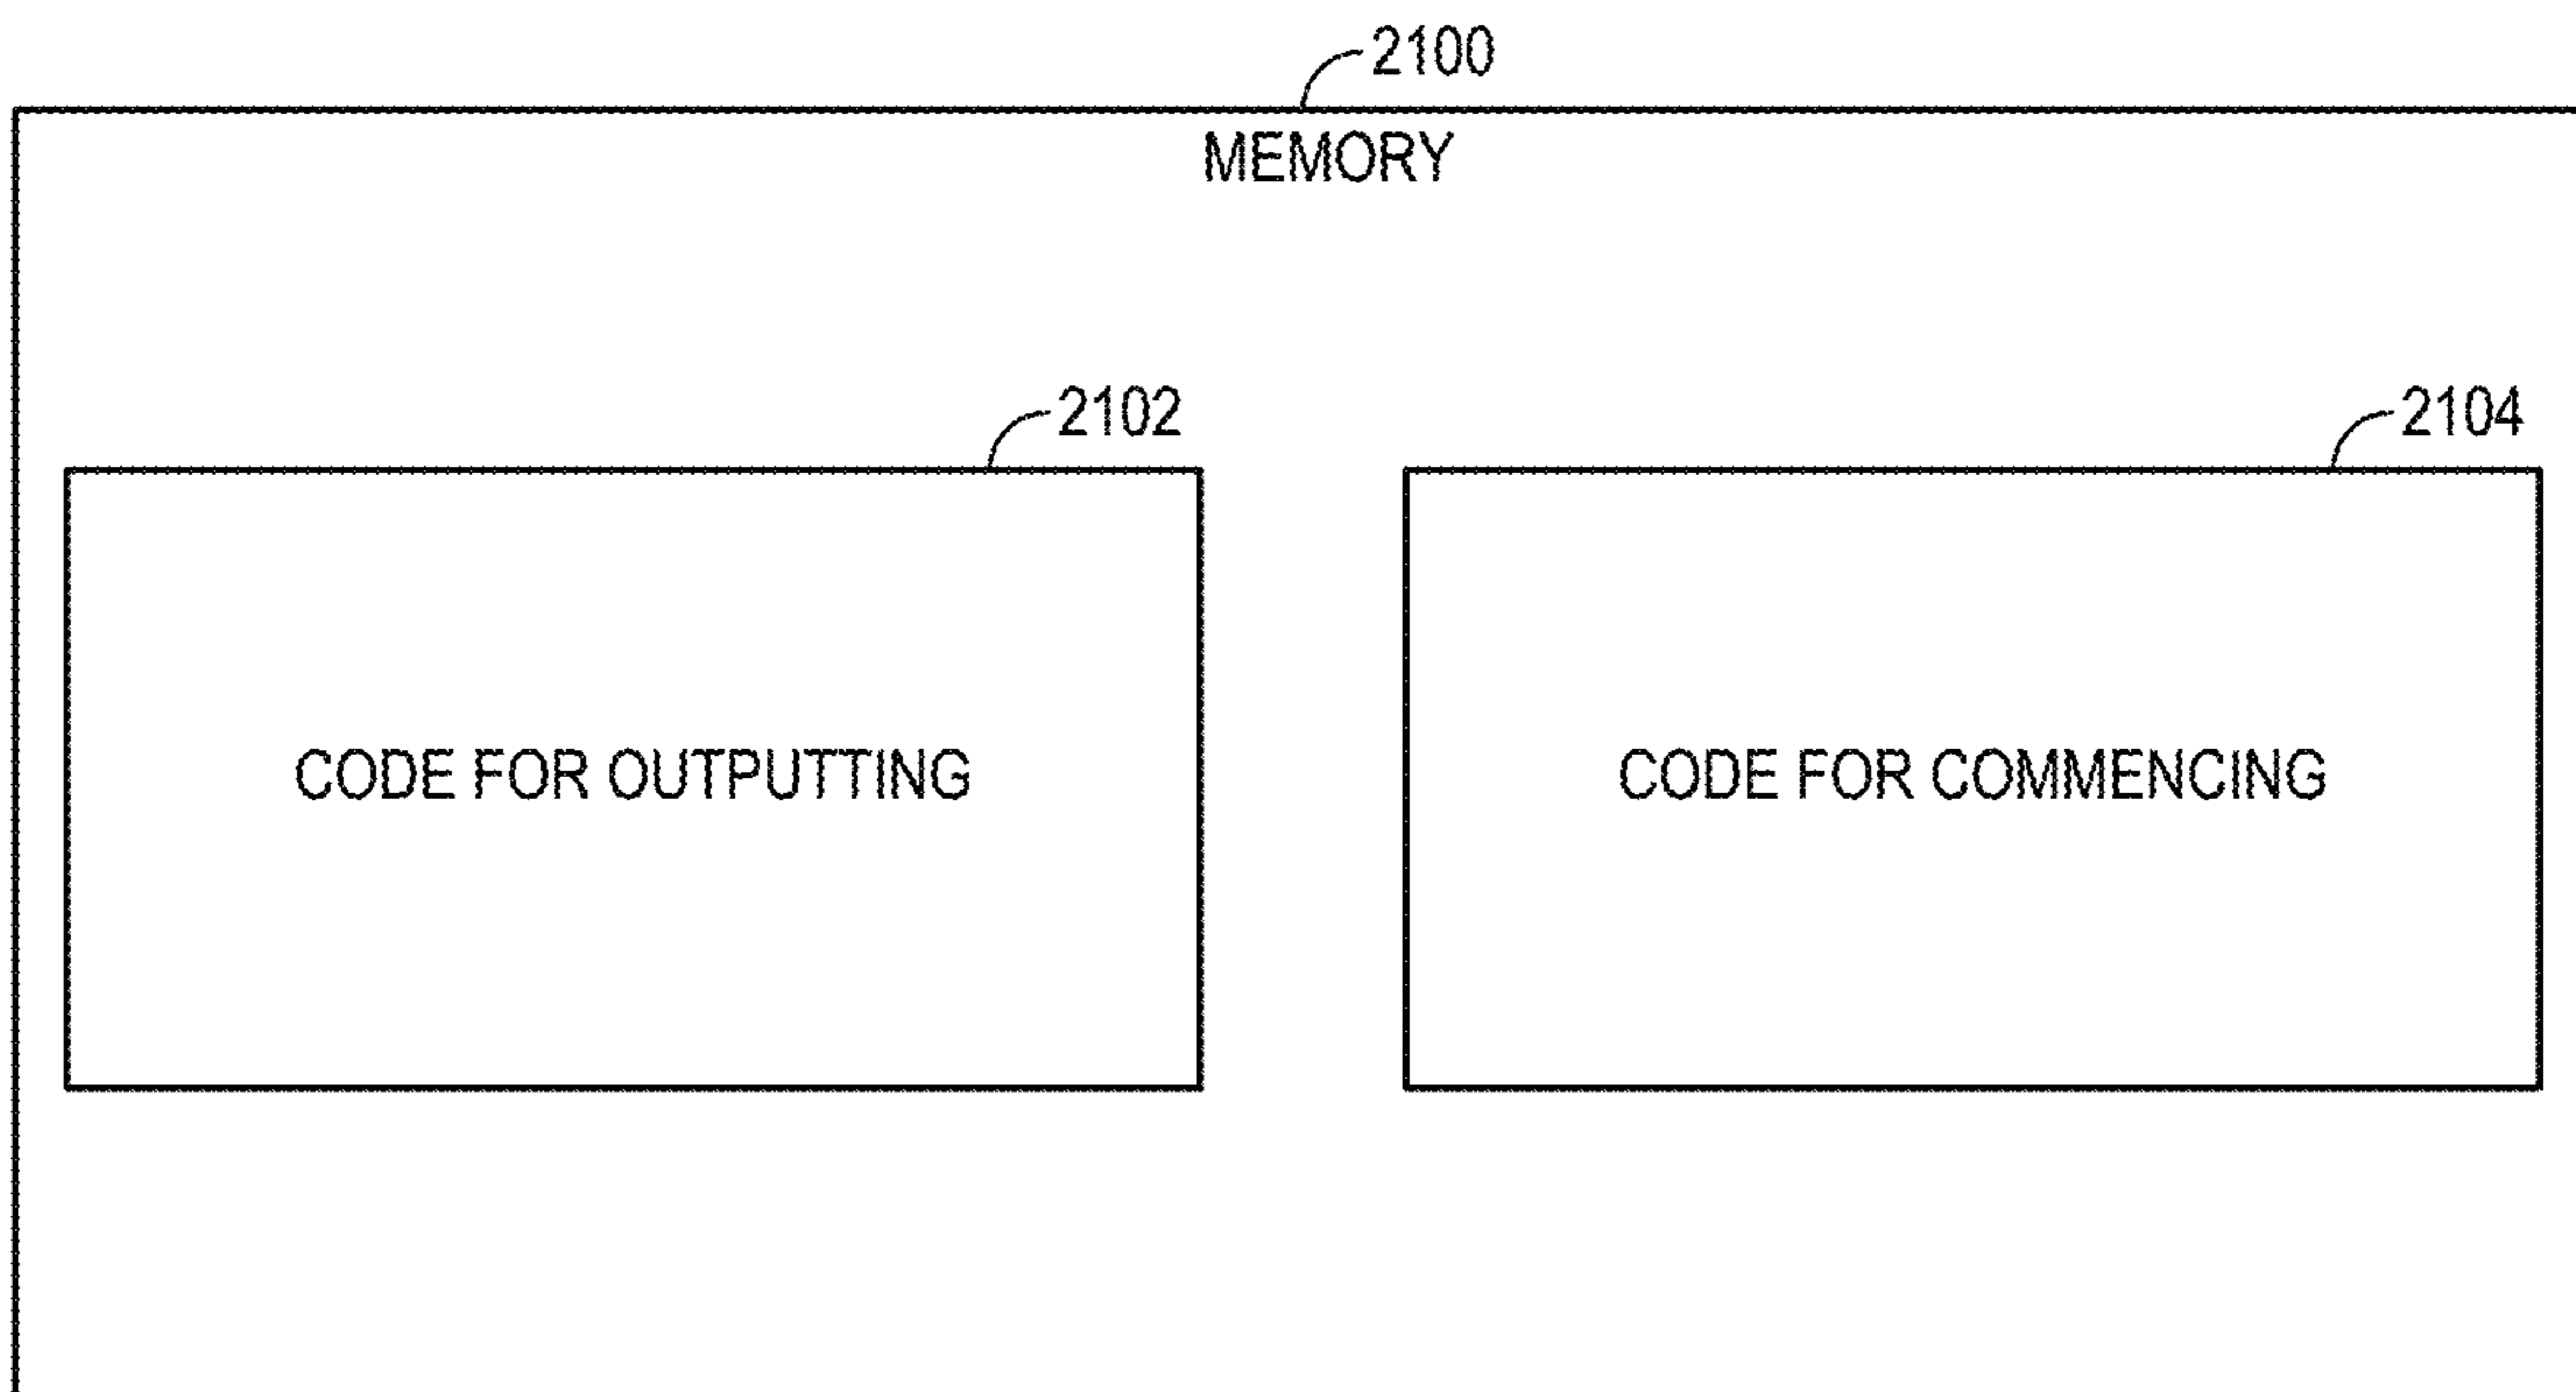 2100
MEMORY
2102
2104
CODE FOR OUTPUTTING
CODE FOR COMMENCING